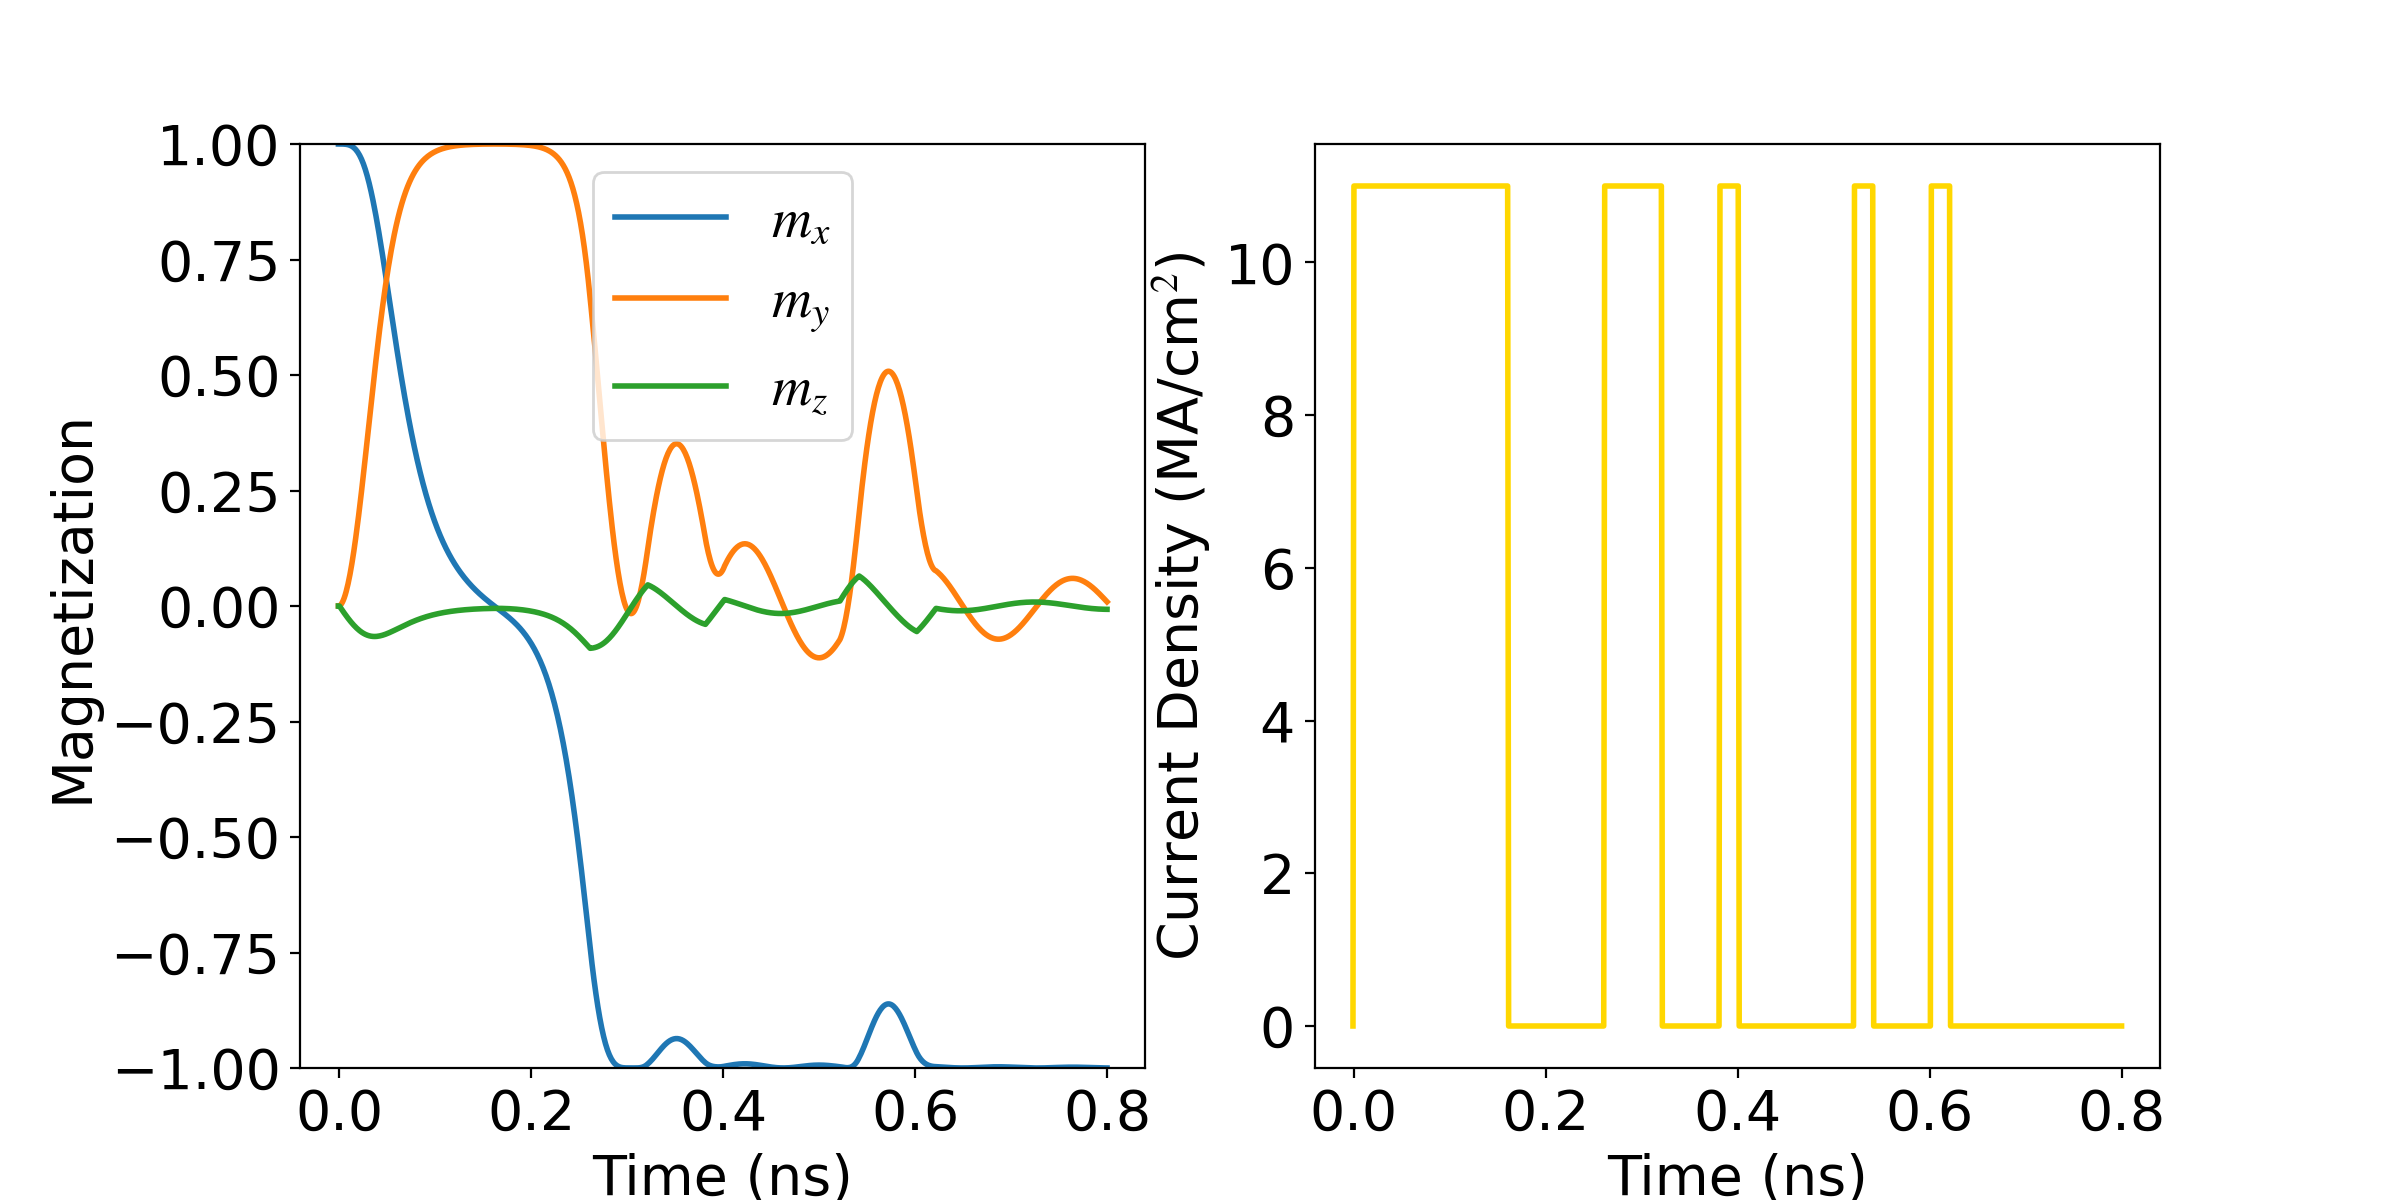 1.00
0.75
0.50
0.25
0.00
−0.25
−0.50
−0.75
−1.00
Magnetization
0.0 0.2 0.4 0.6 0.8
Time (ns)
m_x
m_y
m_z
10
8
6
4
2
0
Current Density (MA/cm²)
0.0 0.2 0.4 0.6 0.8
Time (ns)